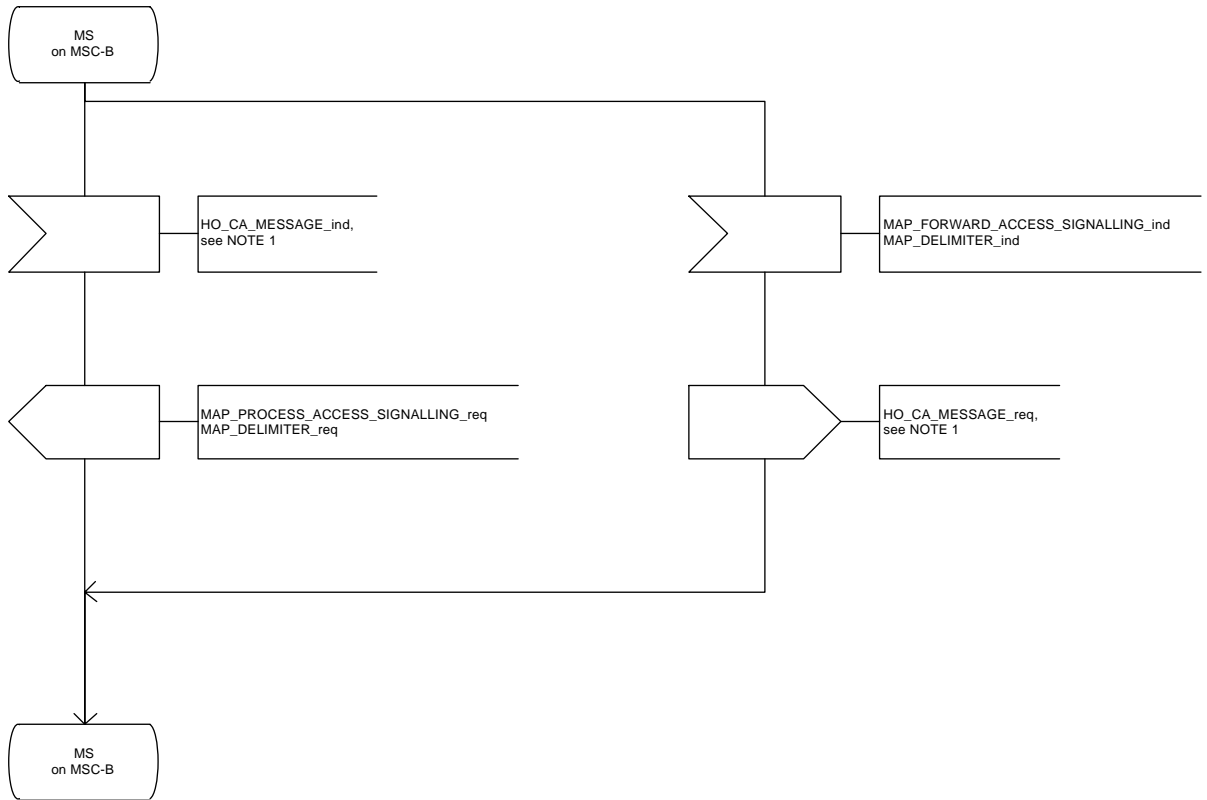 MS
on MSC-B
HO_CA_MESSAGE_ind,
see NOTE 1
MAP_FORWARD_ACCESS_SIGNALLING_ind
MAP_DELIMITER_ind
MAP_PROCESS_ACCESS_SIGNALLING_req
MAP_DELIMITER_req
HO_CA_MESSAGE_req,
see NOTE 1
MS
on MSC-B